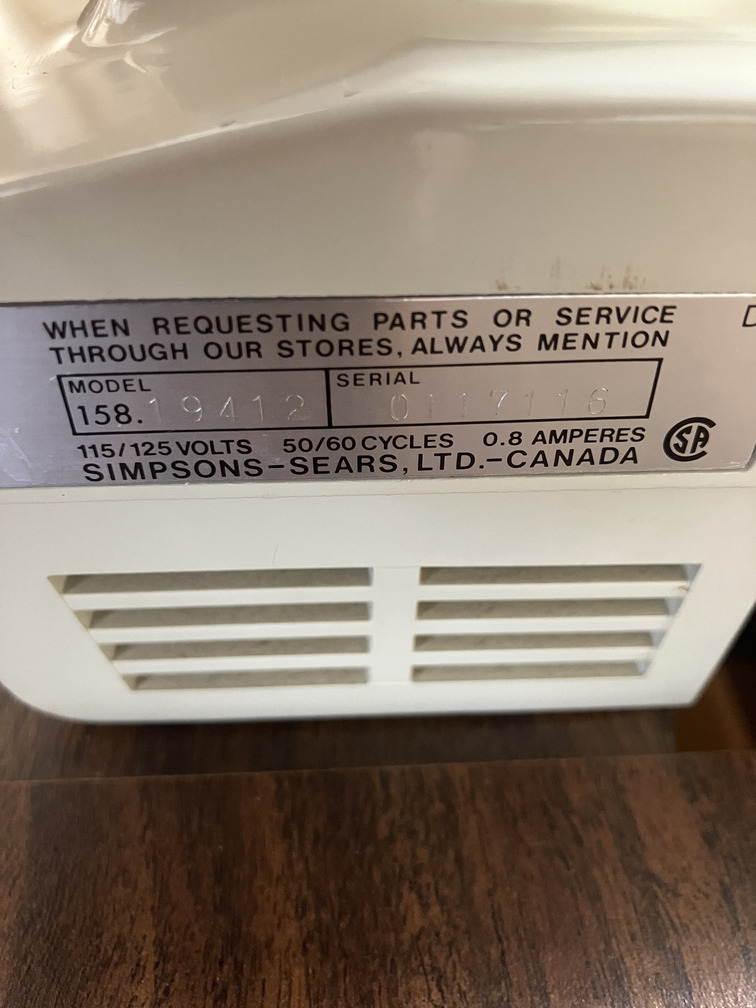 WHEN REQUESTING PARTS OR SERVICE
THROUGH OUR STORES, ALWAYS MENTION
MODEL
158.19412
SERIAL
0117116
115/125 VOLTS 50/60 CYCLES 0.8 AMPERES
SIMPSONS-SEARS, LTD.-CANADA
SA